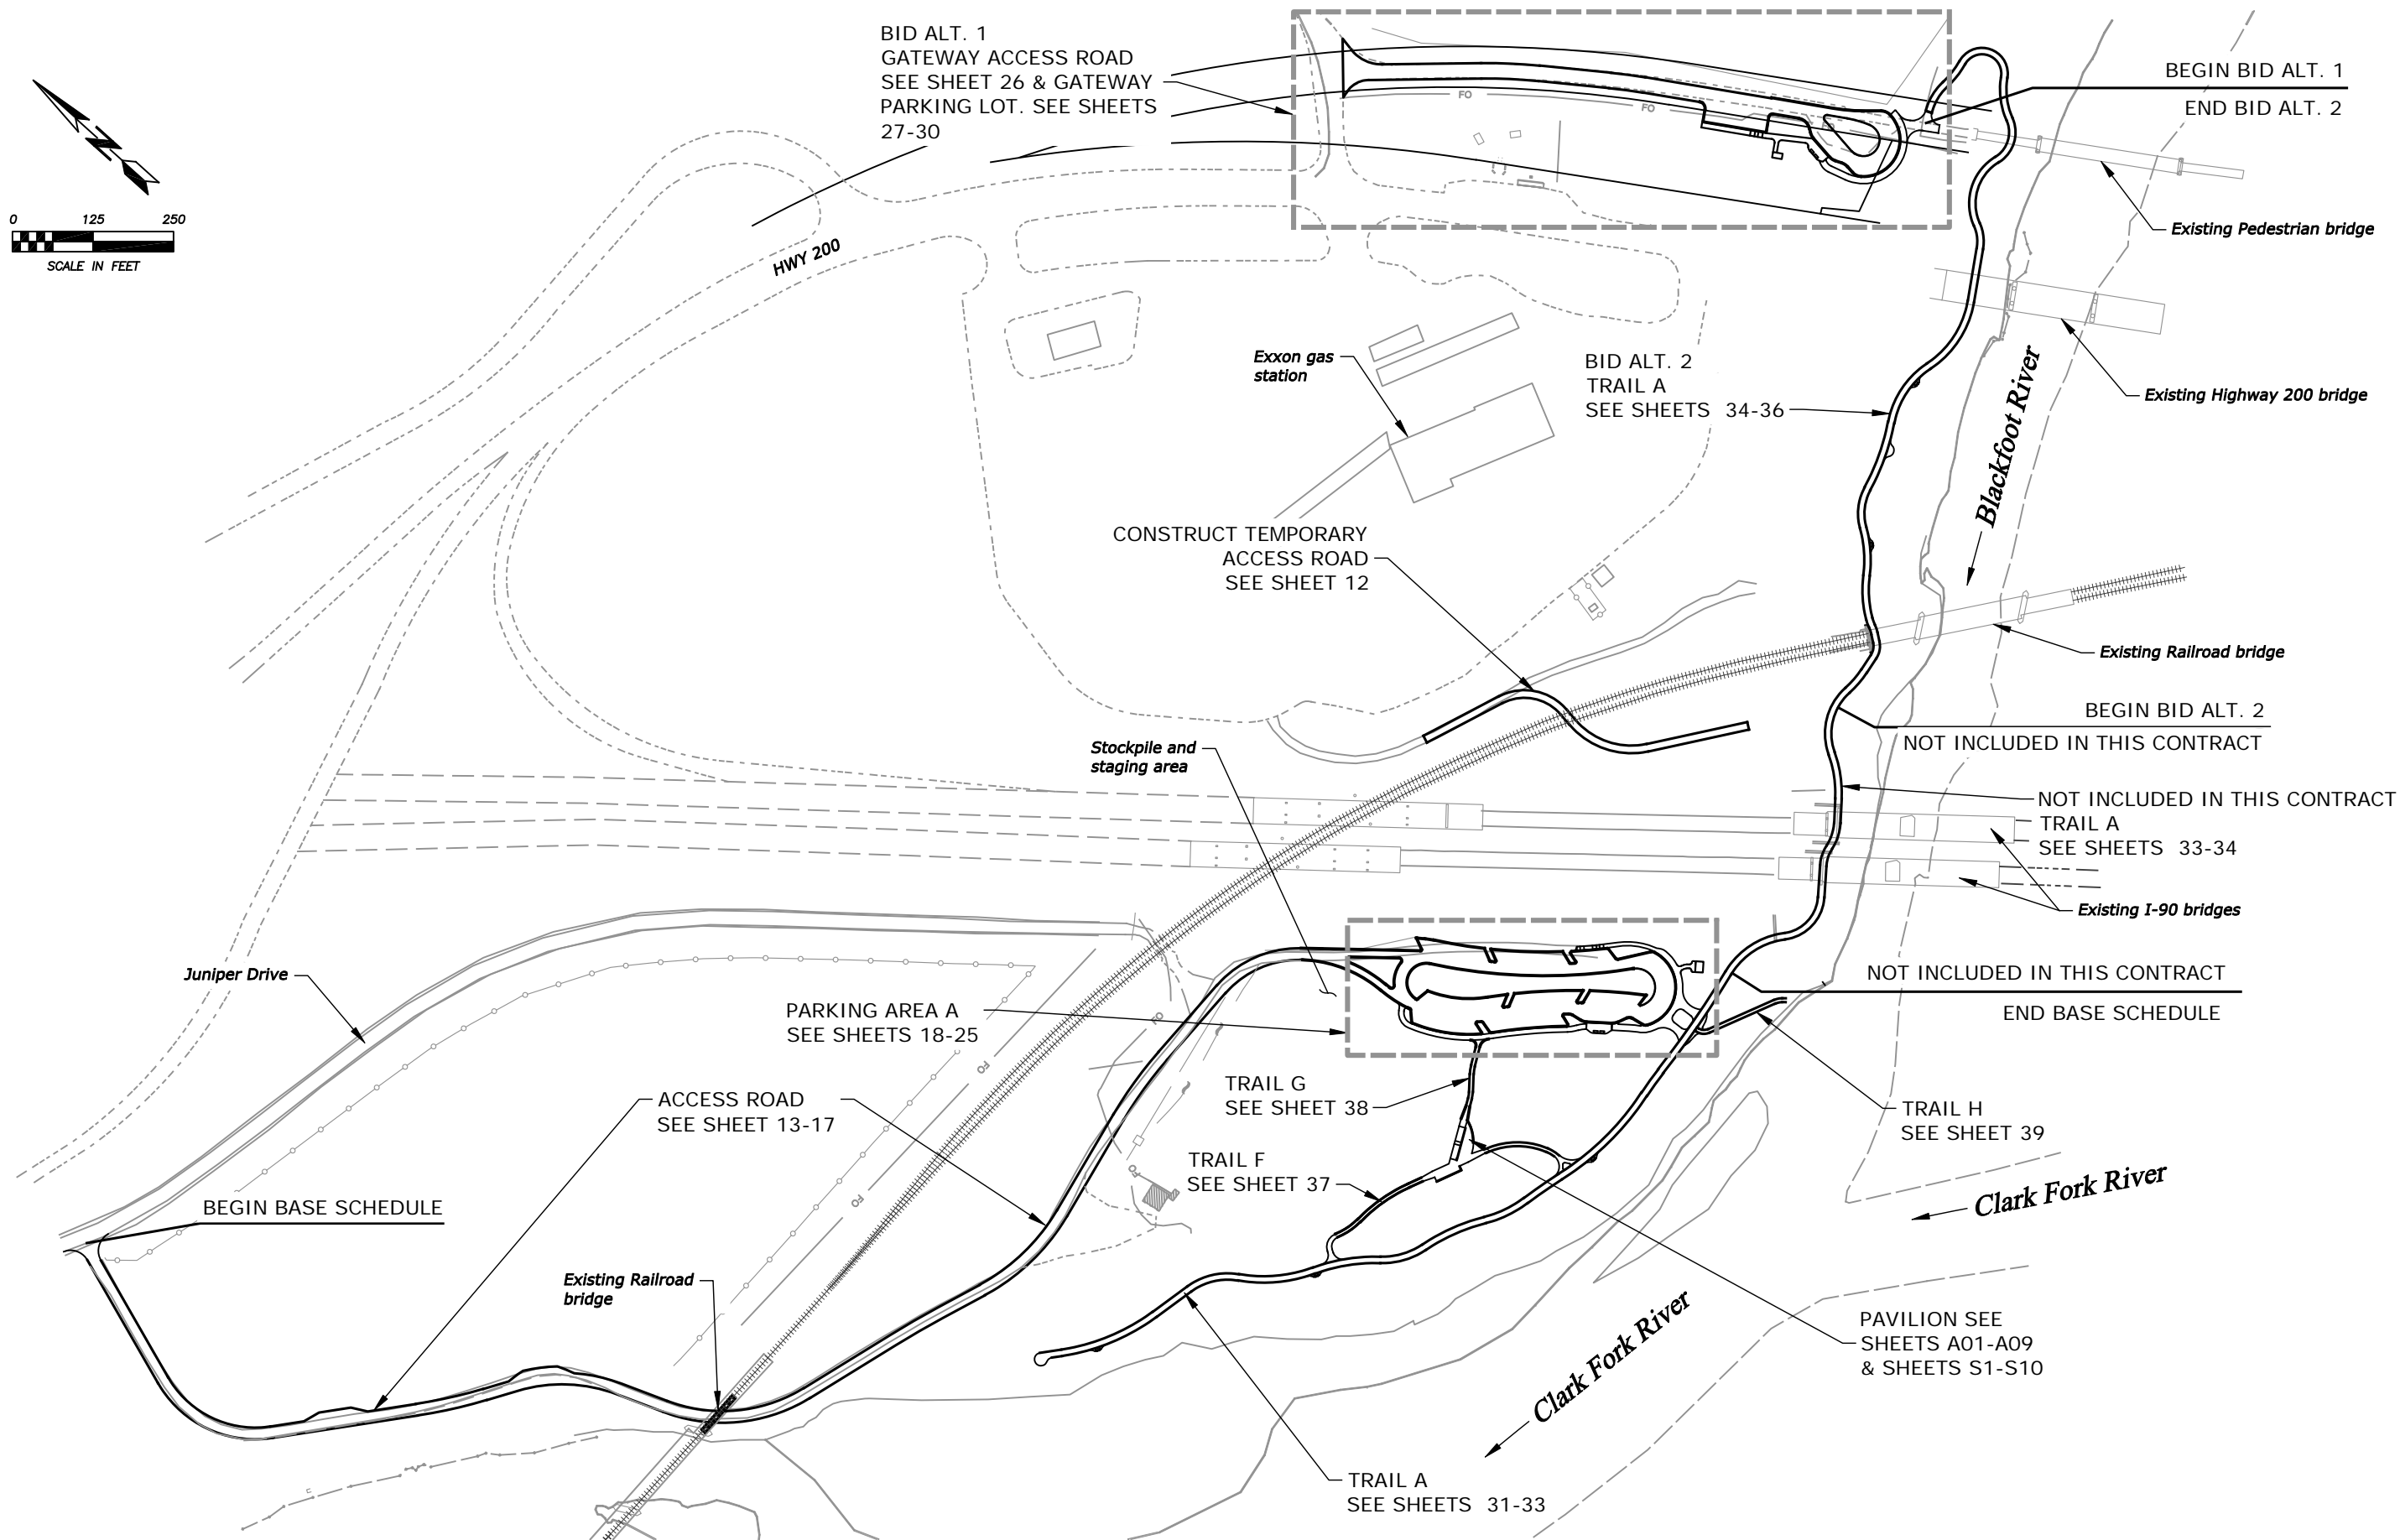 BID ALT. 1
GATEWAY ACCESS ROAD
SEE SHEET 26 & GATEWAY
PARKING LOT. SEE SHEETS
27-30
BEGIN BID ALT. 1
END BID ALT. 2
N
0 125 250
SCALE IN FEET
FO
FO
FO
HWY 200
Existing Pedestrian bridge
Exxon gas
station
BID ALT. 2
TRAIL A
SEE SHEETS 34-36
Existing Highway 200 bridge
Blackfoot River
CONSTRUCT TEMPORARY
ACCESS ROAD
SEE SHEET 12
Existing Railroad bridge
BEGIN BID ALT. 2
NOT INCLUDED IN THIS CONTRACT
Stockpile and
staging area
NOT INCLUDED IN THIS CONTRACT
TRAIL A
SEE SHEETS 33-34
Existing I-90 bridges
Juniper Drive
NOT INCLUDED IN THIS CONTRACT
END BASE SCHEDULE
PARKING AREA A
SEE SHEETS 18-25
FO
FO
FO
ACCESS ROAD
SEE SHEET 13-17
TRAIL G
SEE SHEET 38
TRAIL H
SEE SHEET 39
TRAIL F
SEE SHEET 37
Clark Fork River
BEGIN BASE SCHEDULE
Existing Railroad
bridge
PAVILION SEE
SHEETS A01-A09
& SHEETS S1-S10
Clark Fork River
TRAIL A
SEE SHEETS 31-33